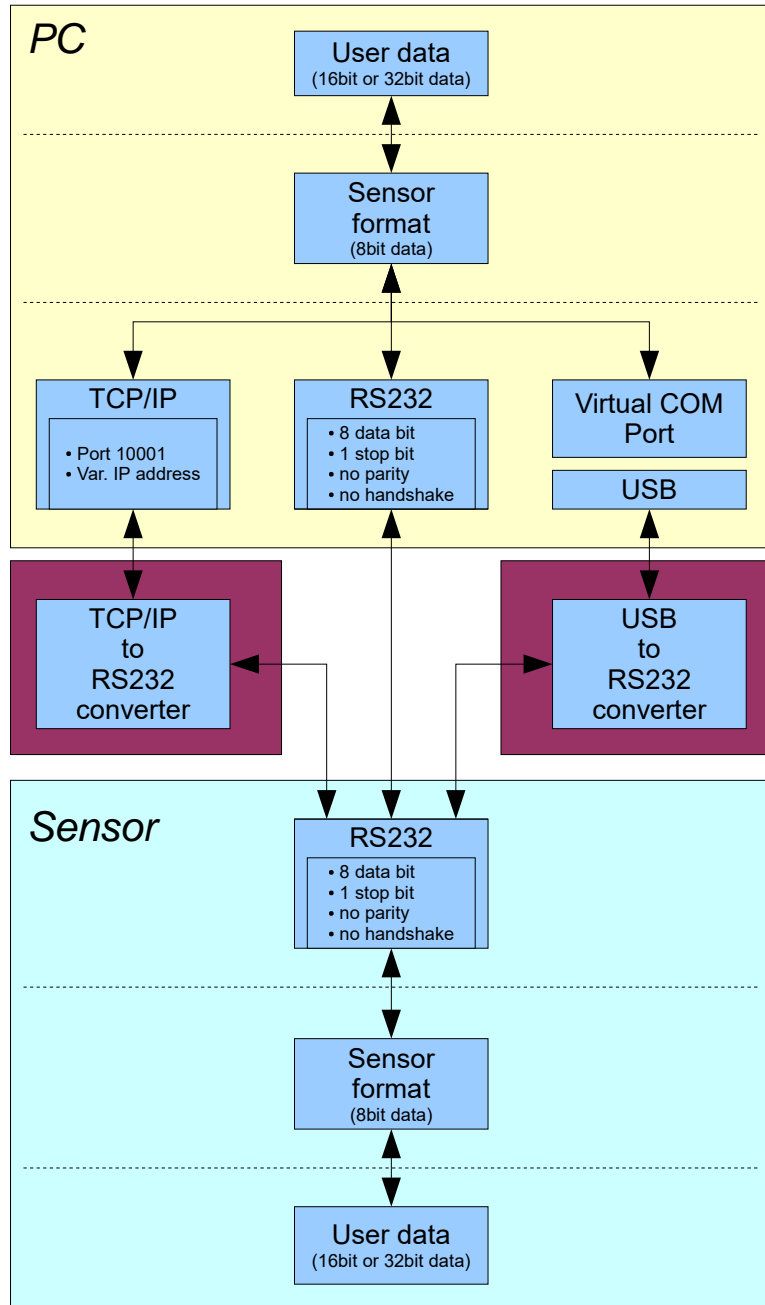 PC
User data
(16bit or 32bit data)
Sensor
format
(8bit data)
TCP/IP
• Port 10001
• Var. IP address
RS232
• 8 data bit
• 1 stop bit
• no parity
• no handshake
Virtual COM
Port
USB
TCP/IP
to
RS232
converter
USB
to
RS232
converter
Sensor
RS232
• 8 data bit
• 1 stop bit
• no parity
• no handshake
Sensor
format
(8bit data)
User data
(16bit or 32bit data)